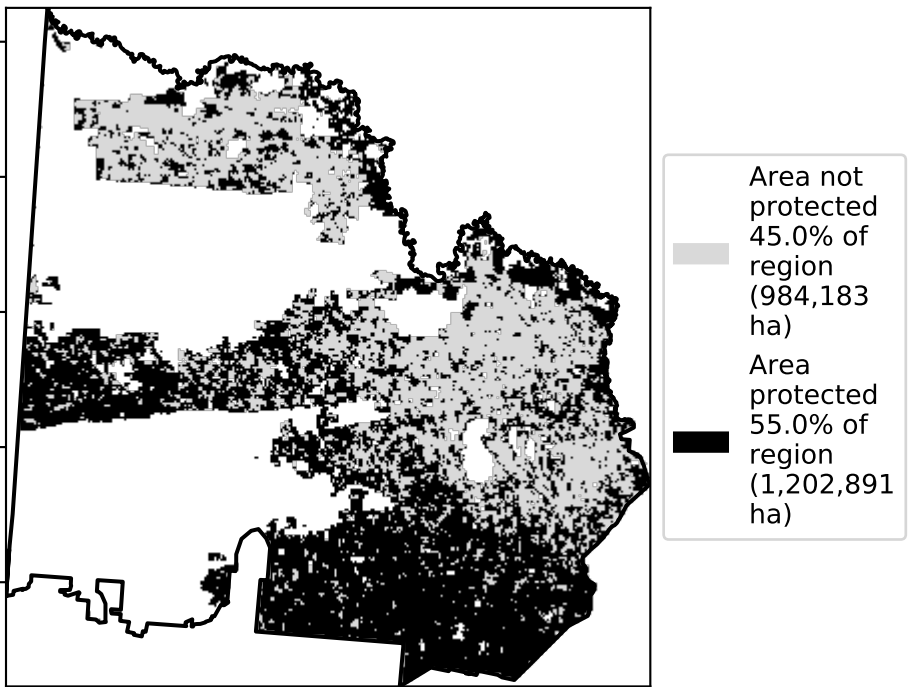 Area not
protected
45.0% of
region
(984,183
ha)
Area
protected
55.0% of
region
(1,202,891
ha)